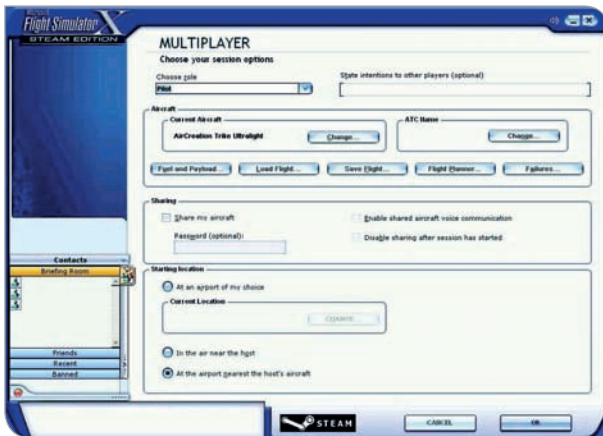 Microsoft
Flight Simulator X
STEAM EDITION
MULTIPLAYER
Choose your session options
Choose role
State intentions to other players (optional)
Pilot
Aircraft
Current Aircraft
ATC Name
AirCreation Trike Ultralight
Change...
Change...
Fuel and Payload...
Load Flight...
Save Flight...
Flight Planner...
Failures...
Sharing
Share my aircraft
Enable shared aircraft voice communication
Password (optional):
Disable sharing after session has started
Contacts
Briefing Room
Starting location
At an airport of my choice
Current Location
CHANGE...
In the air near the host
Friends
Recent
At the airport nearest the host's aircraft
Banned
STEAM
CANCEL
OK